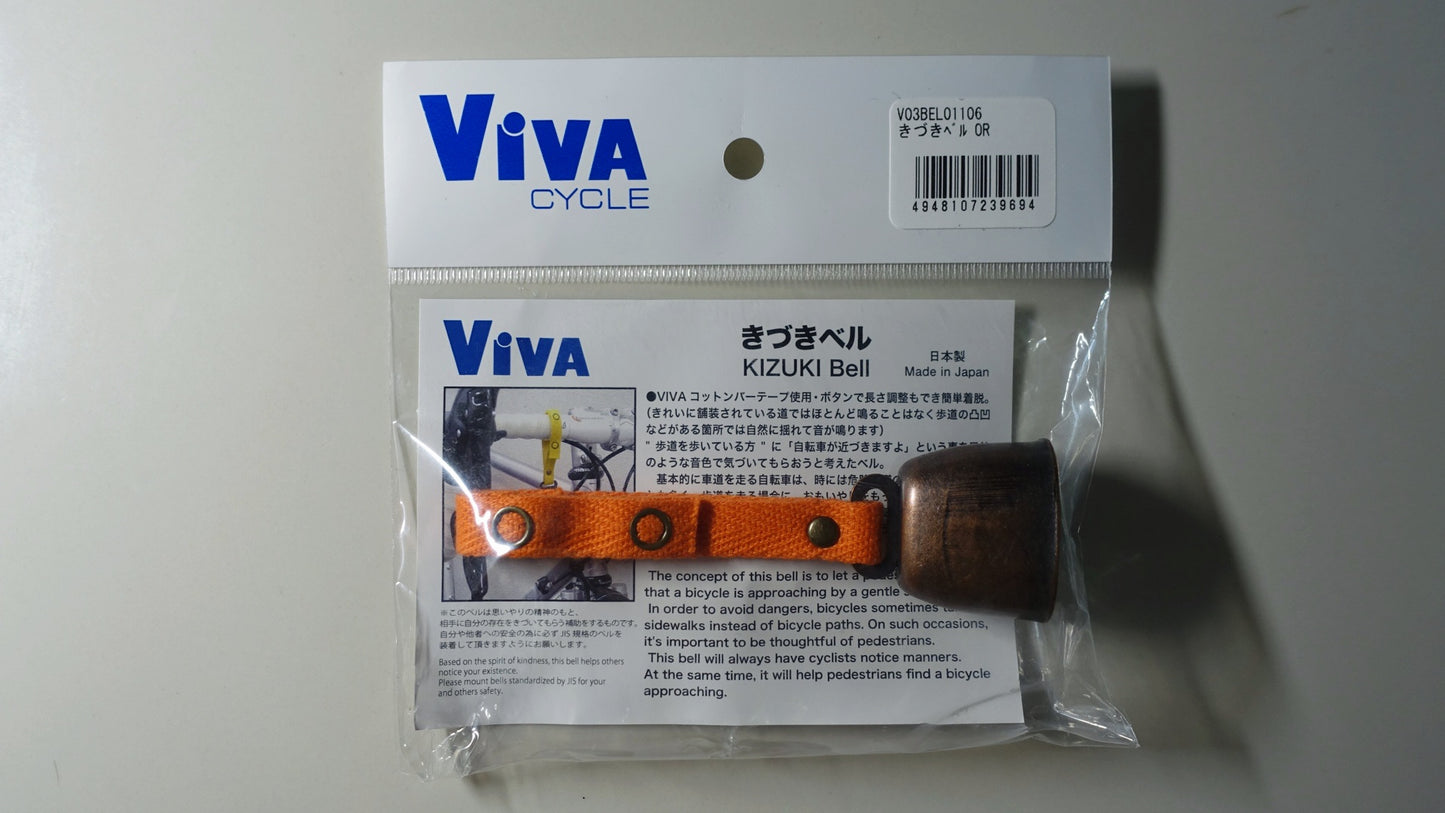 VIVA
CYCLE
V03BEL01106
きづきﾍﾞﾙ OR
4948107239694
VIVA
きづきベル
KIZUKI Bell
日本製
Made in Japan
●VIVA コットンバーテープ使用・ボタンで長さ調整もでき簡単着脱。
(きれいに舗装されている道ではほとんど鳴ることはなく歩道の凸凹
などがある箇所では自然に揺れて音が鳴ります)
" 歩道を歩いている方 " に「自転車が近づきますよ」という
のような音色で気づいてもらおうと考えたベル。
基本的に車道を走る自転車は、時には危
The concept of this bell is to let a
that a bicycle is approaching by a gentle
In order to avoid dangers, bicycles sometimes
sidewalks instead of bicycle paths. On such occasions,
it's important to be thoughtful of pedestrians.
This bell will always have cyclists notice manners.
At the same time, it will help pedestrians find a bicycle
approaching.
※このベルは思いやりの精神のもと、
相手に自分の存在をきづいてもらう補助をするものです。
自分や他者への安全の為に必ず JIS 規格のベルを
装着して頂きますようにお願いします。
Based on the spirit of kindness, this bell helps others
notice your existence.
Please mount bells standardized by JIS for your
and others safety.